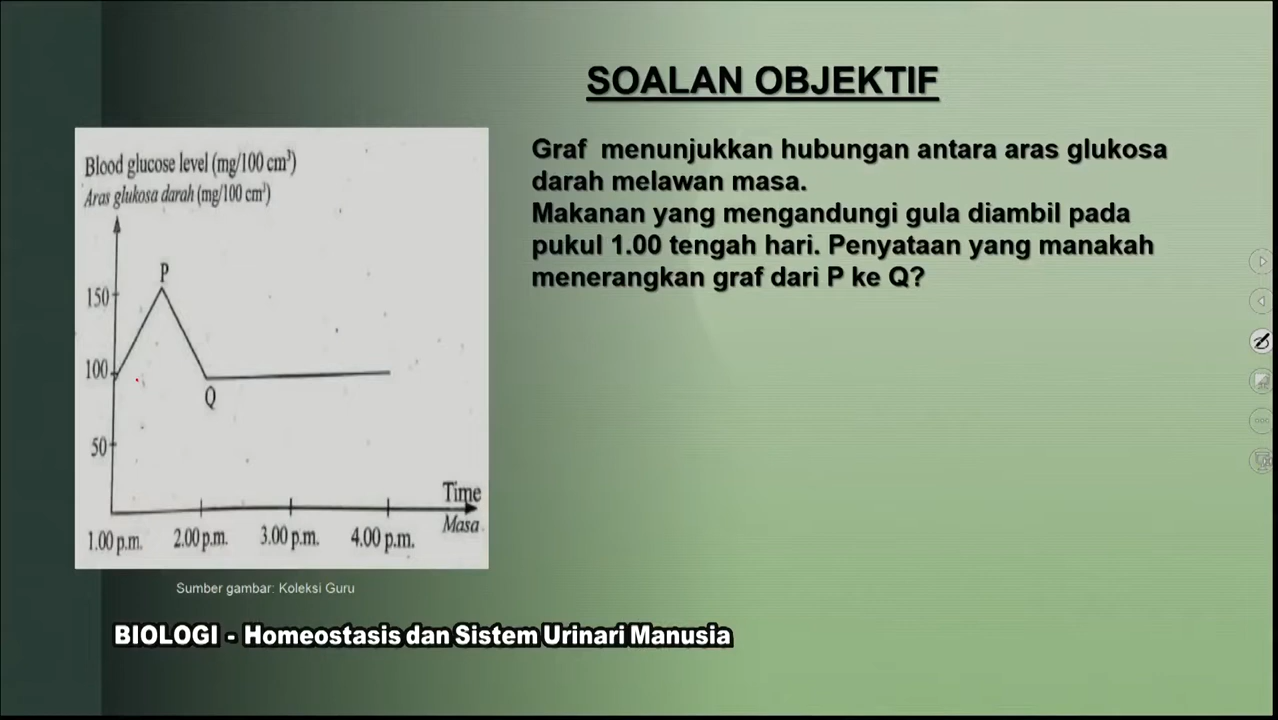 SOALAN OBJEKTIF
Blood glucose level (mg/100 cm³)
Aras glukosa darah (mg/100 cm³)
P
150
100
Q
50
Time
Masa
1.00 p.m. 2.00 p.m. 3.00 p.m. 4.00 p.m.
Sumber gambar: Koleksi Guru
Graf menunjukkan hubungan antara aras glukosa
darah melawan masa.
Makanan yang mengandungi gula diambil pada
pukul 1.00 tengah hari. Penyataan yang manakah
menerangkan graf dari P ke Q?
BIOLOGI - Homeostasis dan Sistem Urinari Manusia